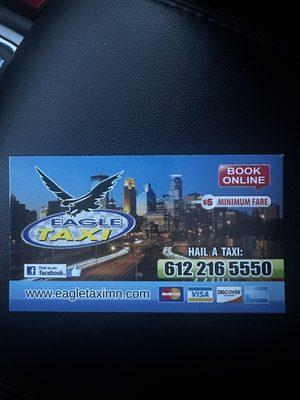 EAGLE
TAXI
BOOK
ONLINE
$5 MINIMUM FARE
HAIL A TAXI:
612 216 5550
Find us on
facebook.
www.eagletaximn.com
MasterCard
VISA
DISCOVER